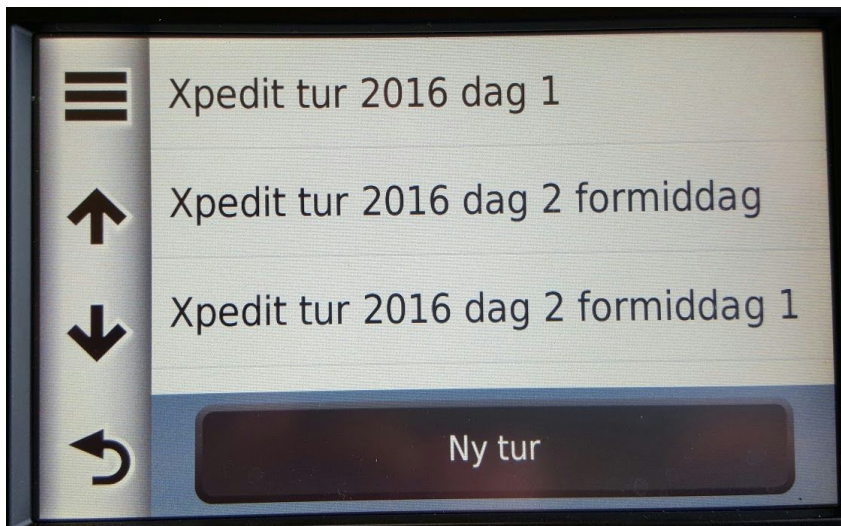 Xpedit tur 2016 dag 1
Xpedit tur 2016 dag 2 formiddag
Xpedit tur 2016 dag 2 formiddag 1
Ny tur